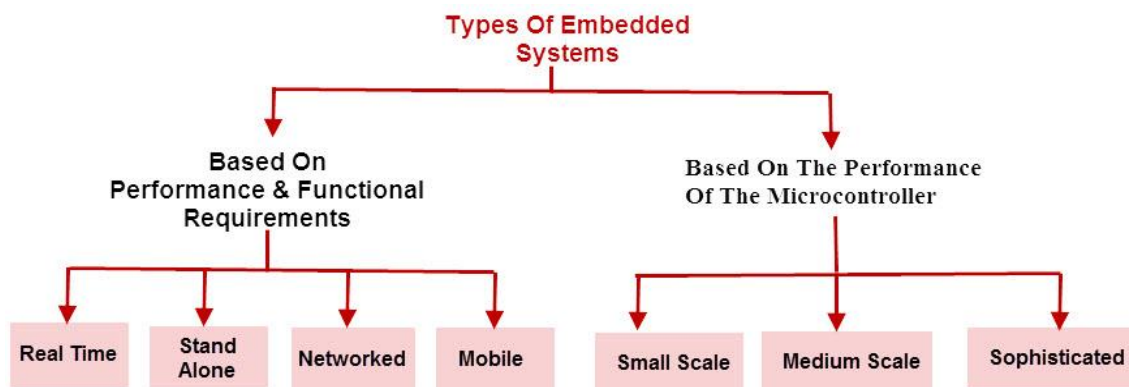 Types Of Embedded
Systems
Based On
Performance & Functional
Requirements
Based On The Performance
Of The Microcontroller
Real Time
Stand
Alone
Networked
Mobile
Small Scale
Medium Scale
Sophisticated